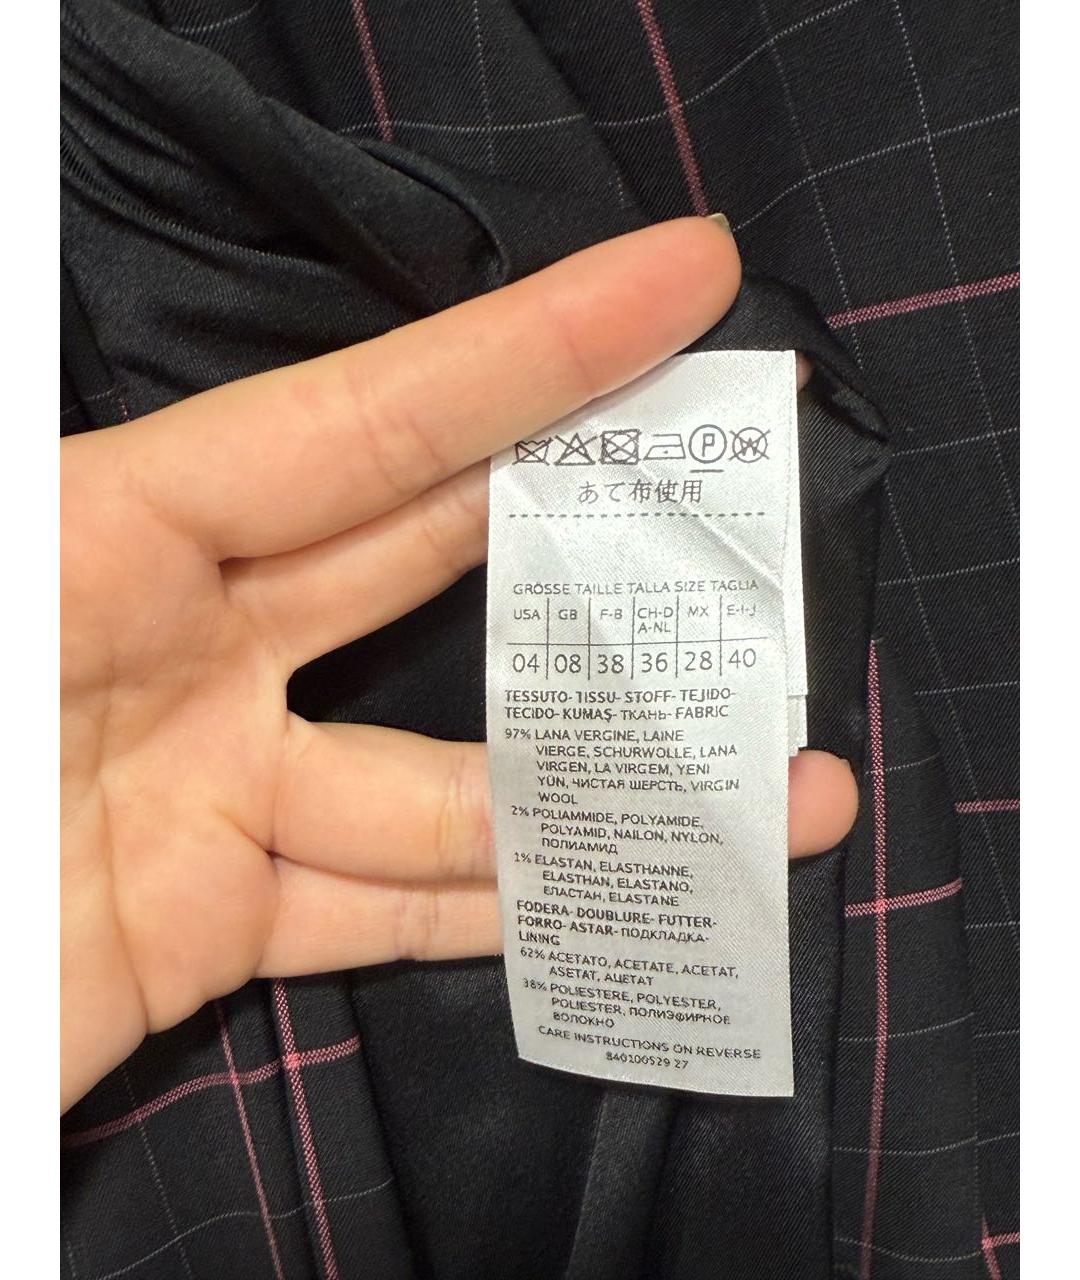 P W
あて布使用
GRÖSSE TAILLE TALLA SIZE TAGLIA
USA GB F-B CH-D A-NL MX E-I-J
04 08 38 36 28 40
TESSUTO- TISSU- STOFF- TEJIDO-
TECIDO- KUMAŞ- ТКАНЬ- FABRIC
97% LANA VERGINE, LAINE
VIERGE, SCHURWOLLE, LANA
VIRGEN, LA VIRGEM, YENI
YÜN, ЧИСТАЯ ШЕРСТЬ, VIRGIN
WOOL
2% POLIAMMIDE, POLYAMIDE,
POLYAMID, NAILON, NYLON,
ПОЛИАМИД
1% ELASTAN, ELASTHANNE,
ELASTHAN, ELASTANO,
ЕЛАСТАН, ELASTANE
FODERA- DOUBLURE- FUTTER-
FORRO- ASTAR- ПОДКЛАДКА-
LINING
62% ACETATO, ACETATE, ACETAT,
ASETAT, АЦЕТАТ
38% POLIESTERE, POLYESTER,
POLIESTER, ПОЛИЭФИРНОЕ
ВОЛОКНО
CARE INSTRUCTIONS ON REVERSE
840100529 27